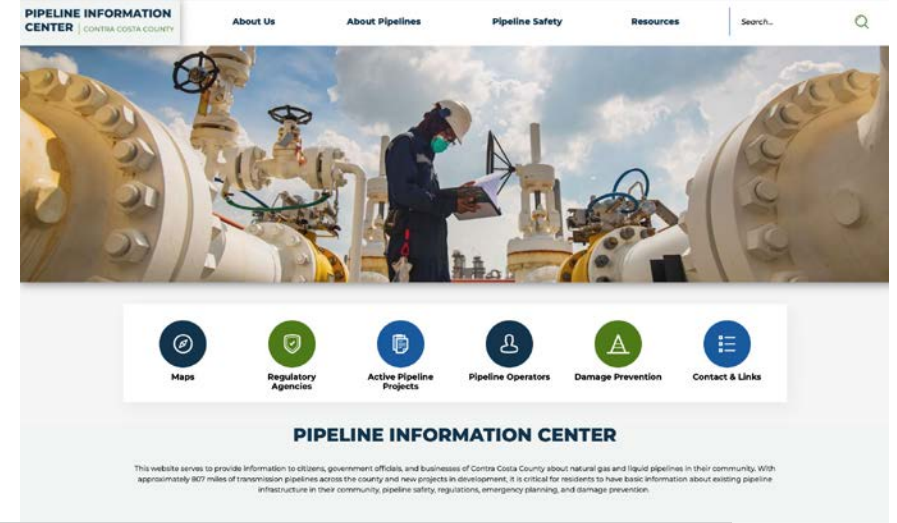 PIPELINE INFORMATION
CENTER | CONTRA COSTA COUNTY
About Us
About Pipelines
Pipeline Safety
Resources
Search...
Maps
Regulatory
Agencies
Active Pipeline
Projects
Pipeline Operators
Damage Prevention
Contact & Links
PIPELINE INFORMATION CENTER
This website serves to provide information to citizens, government officials, and businesses of Contra Costa County about natural gas and liquid pipelines in their community. With
approximately 807 miles of transmission pipelines across the county and new projects in development, it is critical for residents to have basic information about existing pipeline
infrastructure in their community, pipeline safety, regulations, emergency planning, and damage prevention.